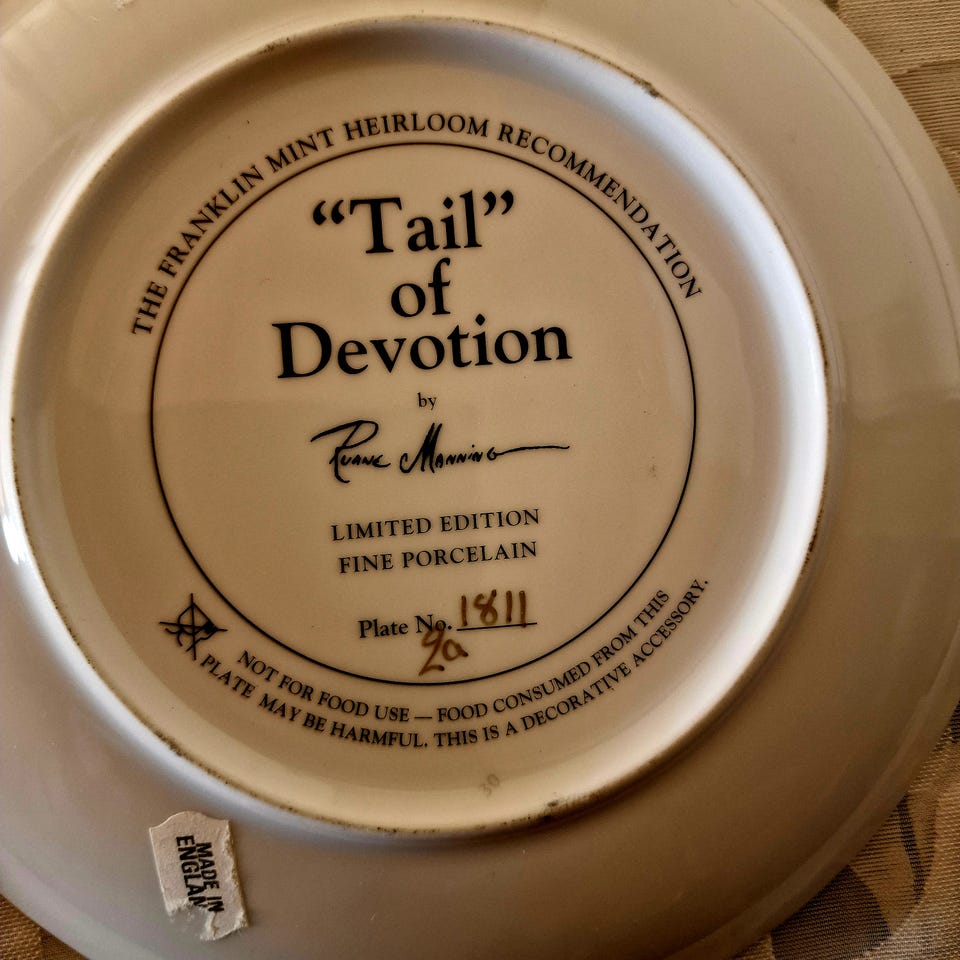 THE FRANKLIN MINT HEIRLOOM RECOMMENDATION
“Tail”
of
Devotion
by
Ruane Manning
LIMITED EDITION
FINE PORCELAIN
Plate No. 1811
NOT FOR FOOD USE — FOOD CONSUMED FROM THIS
PLATE MAY BE HARMFUL. THIS IS A DECORATIVE ACCESSORY.
30
MADE IN
ENGLAN